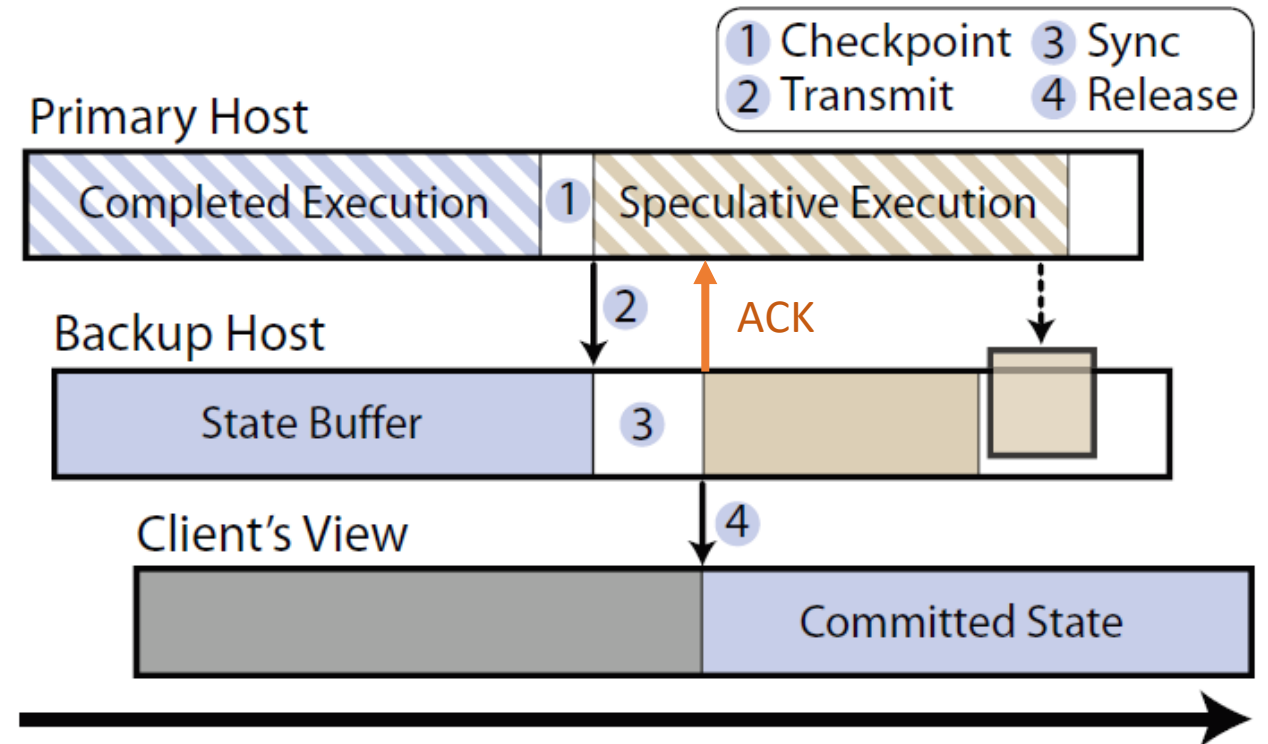 1 Checkpoint 3 Sync
2 Transmit 4 Release
Primary Host
Completed Execution 1 Speculative Execution
2 ACK
Backup Host
State Buffer 3
4
Client's View
Committed State